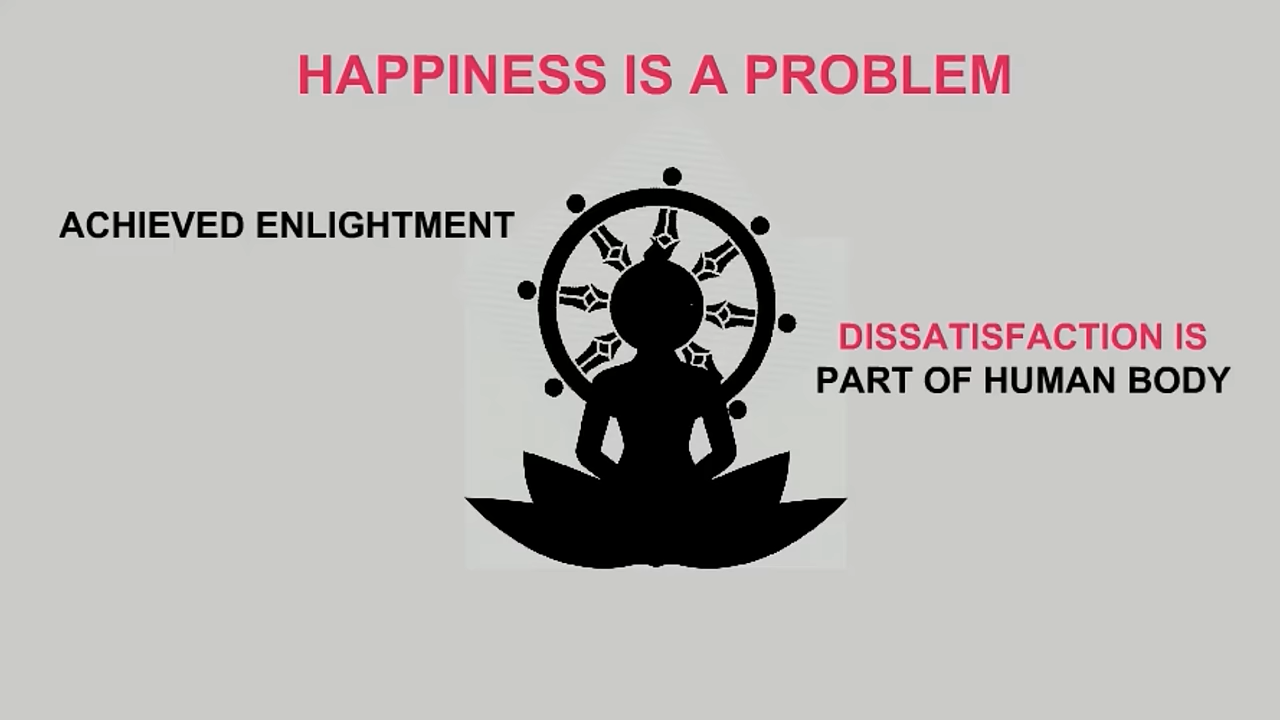 HAPPINESS IS A PROBLEM
ACHIEVED ENLIGHTMENT
DISSATISFACTION IS
PART OF HUMAN BODY